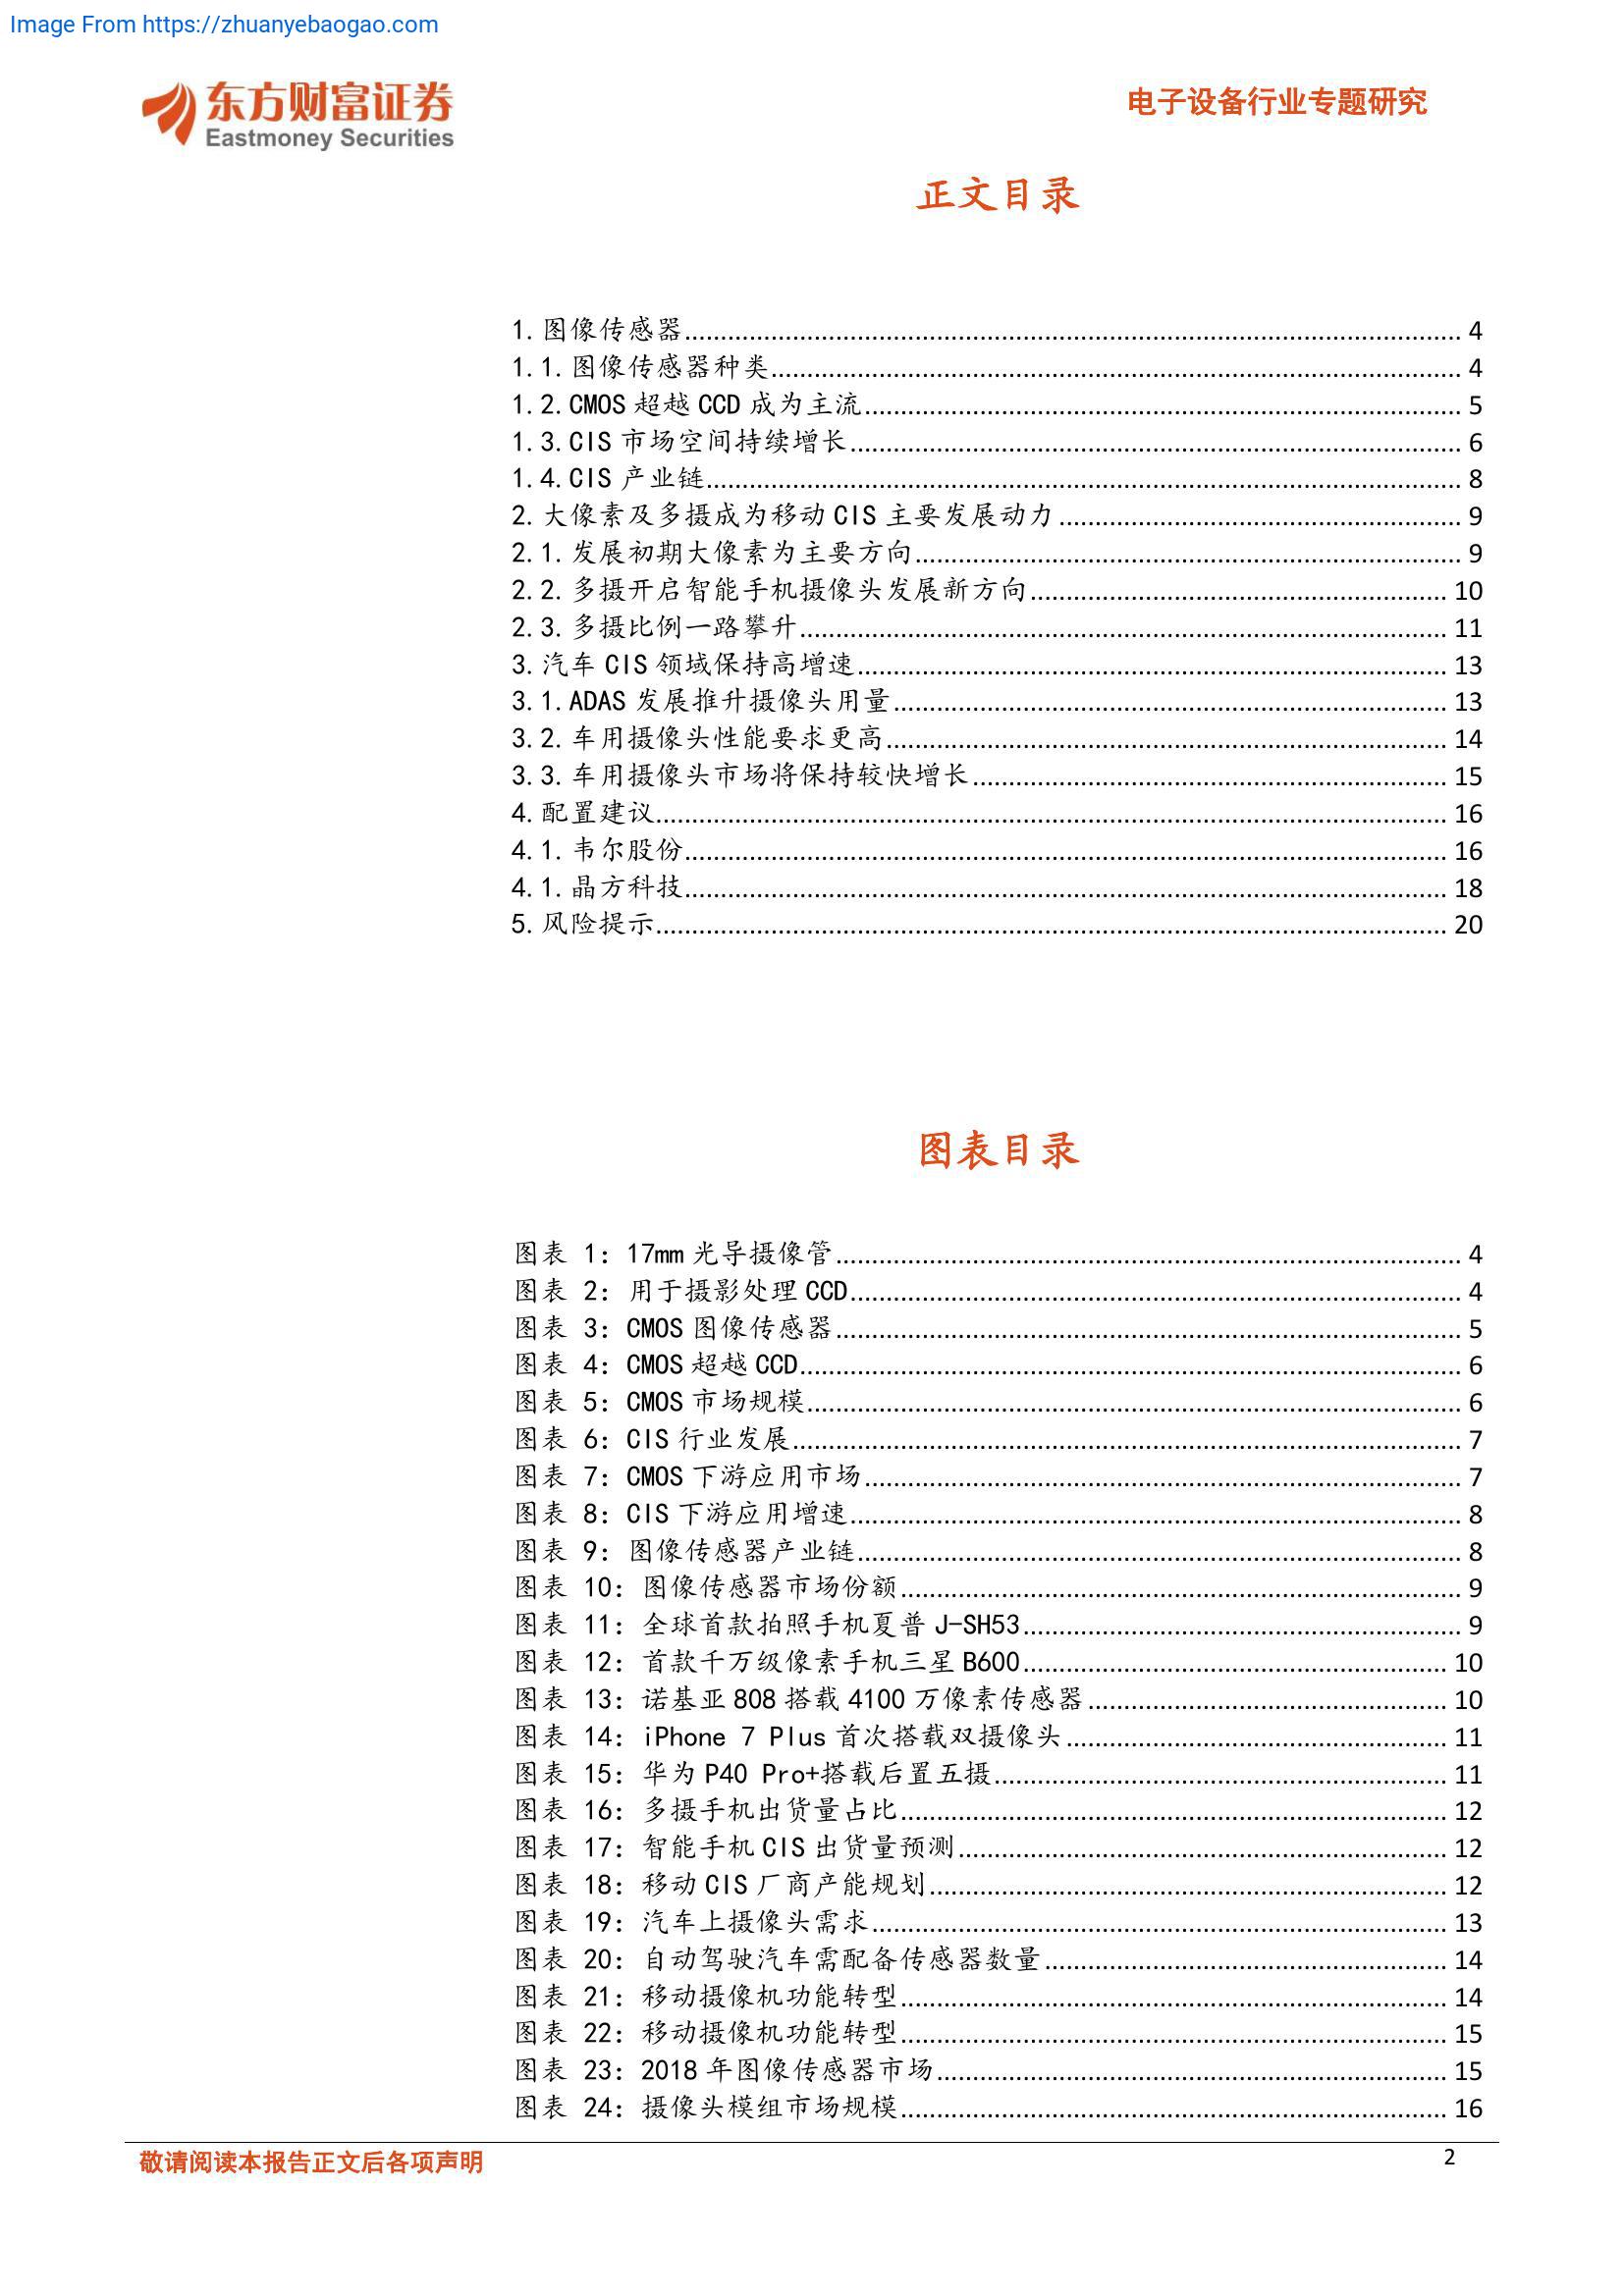 Image From https://zhuanyebaogao.com
东方财富证券
Eastmoney Securities
电子设备行业专题研究
正文目录
1.图像传感器........ 4
1.1.图像传感器种类........ 4
1.2.CMOS 超越 CCD 成为主流........ 5
1.3.CIS 市场空间持续增长........ 6
1.4.CIS 产业链........ 8
2.大像素及多摄成为移动 CIS 主要发展动力........ 9
2.1.发展初期大像素为主要方向........ 9
2.2.多摄开启智能手机摄像头发展新方向........ 10
2.3.多摄比例一路攀升........ 11
3.汽车 CIS 领域保持高增速........ 13
3.1.ADAS 发展推升摄像头用量........ 13
3.2.车用摄像头性能要求更高........ 14
3.3.车用摄像头市场将保持较快增长........ 15
4.配置建议........ 16
4.1.韦尔股份........ 16
4.1.晶方科技........ 18
5.风险提示........ 20
图表目录
图表 1：17mm 光导摄像管........ 4
图表 2：用于摄影处理 CCD........ 4
图表 3：CMOS 图像传感器........ 5
图表 4：CMOS 超越 CCD........ 6
图表 5：CMOS 市场规模........ 6
图表 6：CIS 行业发展........ 7
图表 7：CMOS 下游应用市场........ 7
图表 8：CIS 下游应用增速........ 8
图表 9：图像传感器产业链........ 8
图表 10：图像传感器市场份额........ 9
图表 11：全球首款拍照手机夏普 J-SH53........ 9
图表 12：首款千万级像素手机三星 B600........ 10
图表 13：诺基亚 808 搭载 4100 万像素传感器........ 10
图表 14：iPhone 7 Plus 首次搭载双摄像头........ 11
图表 15：华为 P40 Pro+搭载后置五摄........ 11
图表 16：多摄手机出货量占比........ 12
图表 17：智能手机 CIS 出货量预测........ 12
图表 18：移动 CIS 厂商产能规划........ 12
图表 19：汽车上摄像头需求........ 13
图表 20：自动驾驶汽车需配备传感器数量........ 14
图表 21：移动摄像机功能转型........ 14
图表 22：移动摄像机功能转型........ 15
图表 23：2018 年图像传感器市场........ 15
图表 24：摄像头模组市场规模........ 16
敬请阅读本报告正文后各项声明
2